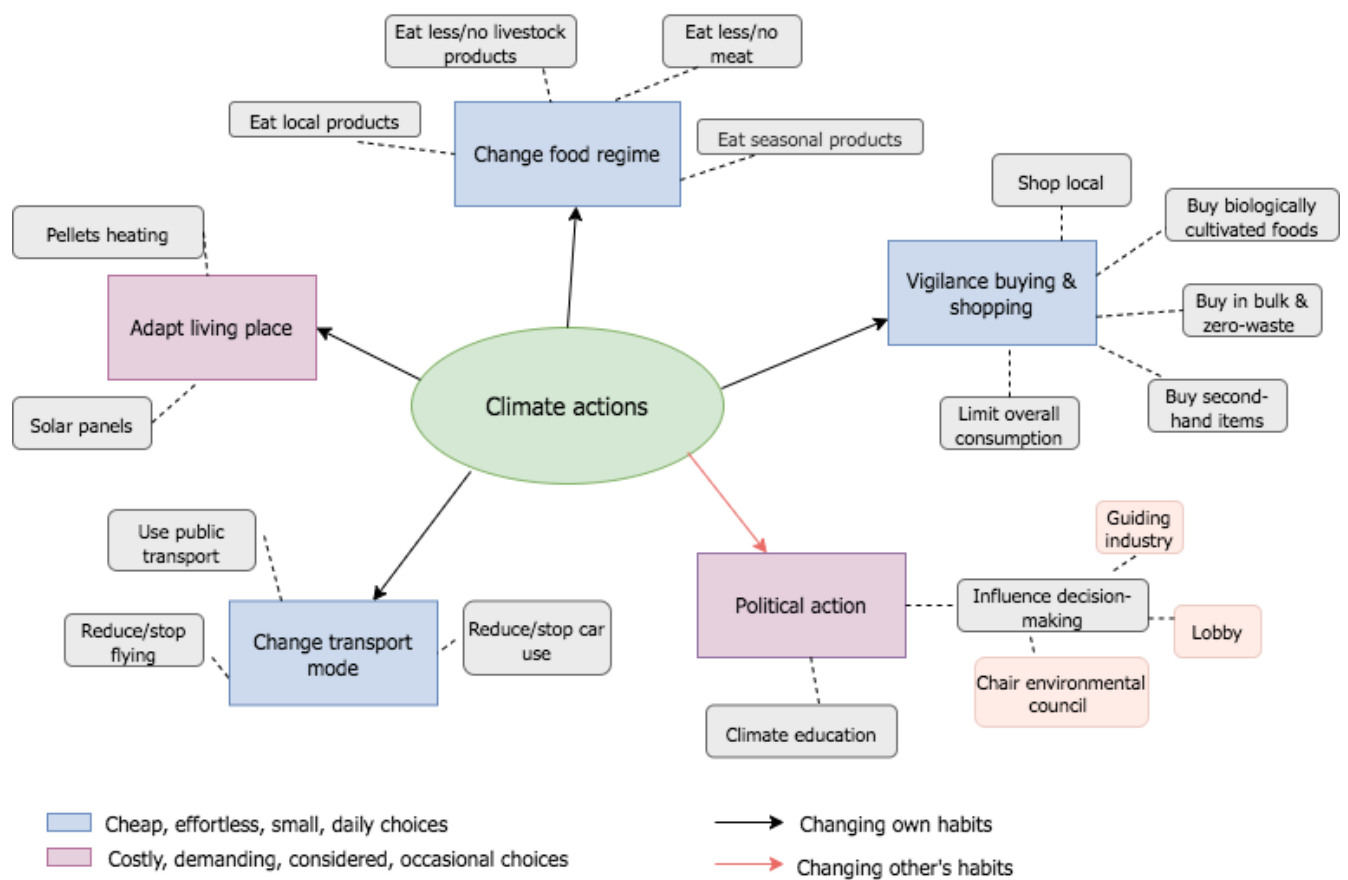 Eat less/no livestock
products
Eat less/no
meat
Eat local products
Change food regime
Eat seasonal products
Shop local
Buy biologically
cultivated foods
Pellets heating
Vigilance buying &
shopping
Buy in bulk &
zero-waste
Adapt living place
Climate actions
Limit overall
consumption
Buy second-
hand items
Solar panels
Use public
transport
Guiding
industry
Reduce/stop
flying
Change transport
mode
Reduce/stop car
use
Political action
Influence decision-
making
Lobby
Chair environmental
council
Climate education
Cheap, effortless, small, daily choices
Changing own habits
Costly, demanding, considered, occasional choices
Changing other's habits